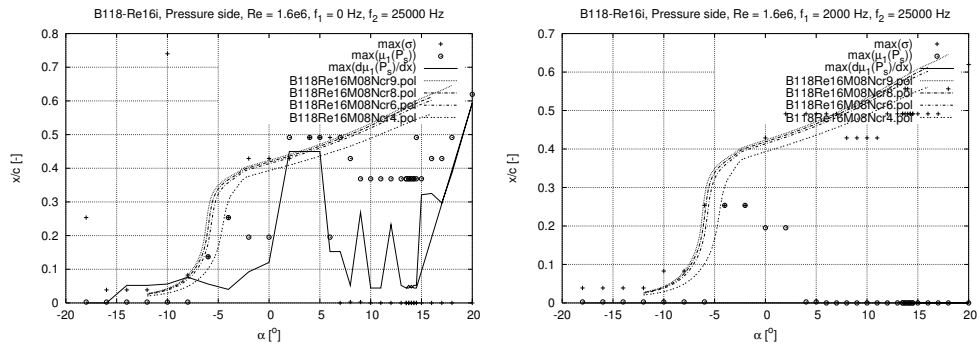 B118-Re16i, Pressure side, Re = 1.6e6, f1 = 0 Hz, f2 = 25000 Hz
0.8
0.7
0.6
0.5
0.4
0.3
0.2
0.1
0
x/c [-]
max(σ)
max(μ1(Ps))
max(dμ1(Ps)/dx)
B118Re16M08Ncr9.pol
B118Re16M08Ncr8.pol
B118Re16M08Ncr6.pol
B118Re16M08Ncr4.pol
-20 -15 -10 -5 0 5 10 15 20
α [o]
B118-Re16i, Pressure side, Re = 1.6e6, f1 = 2000 Hz, f2 = 25000 Hz
0.7
0.6
0.5
0.4
0.3
0.2
0.1
0
x/c [-]
max(σ)
max(μ1(Ps))
max(dμ1(Ps)/dx)
B118Re16M08Ncr9.pol
B118Re16M08Ncr8.pol
B118Re16M08Ncr6.pol
B118Re16M08Ncr4.pol
-20 -15 -10 -5 0 5 10 15 20
α [o]